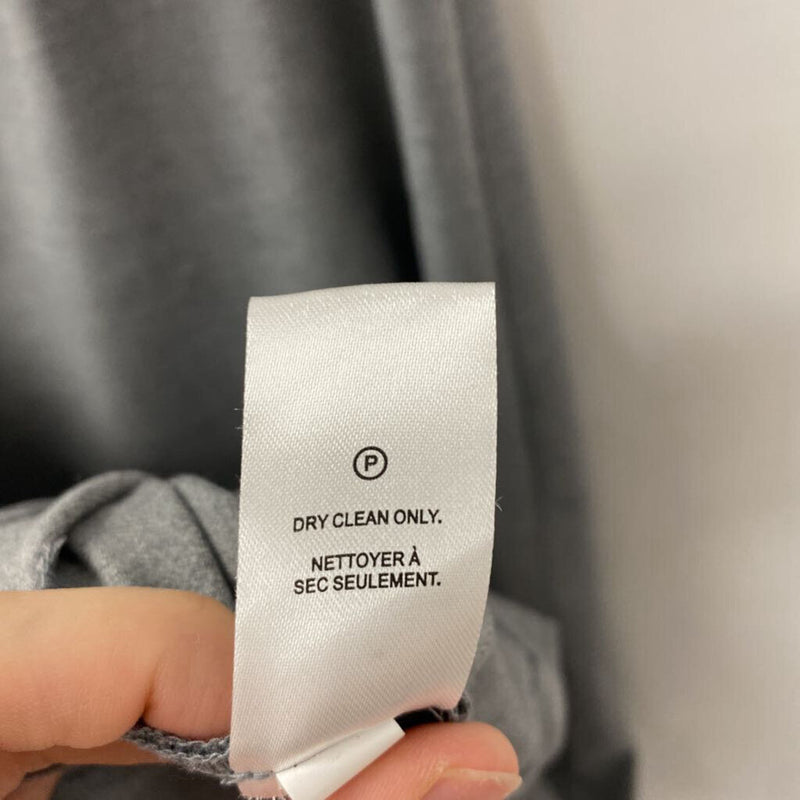 P
DRY CLEAN ONLY.
NETTOYER À
SEC SEULEMENT.